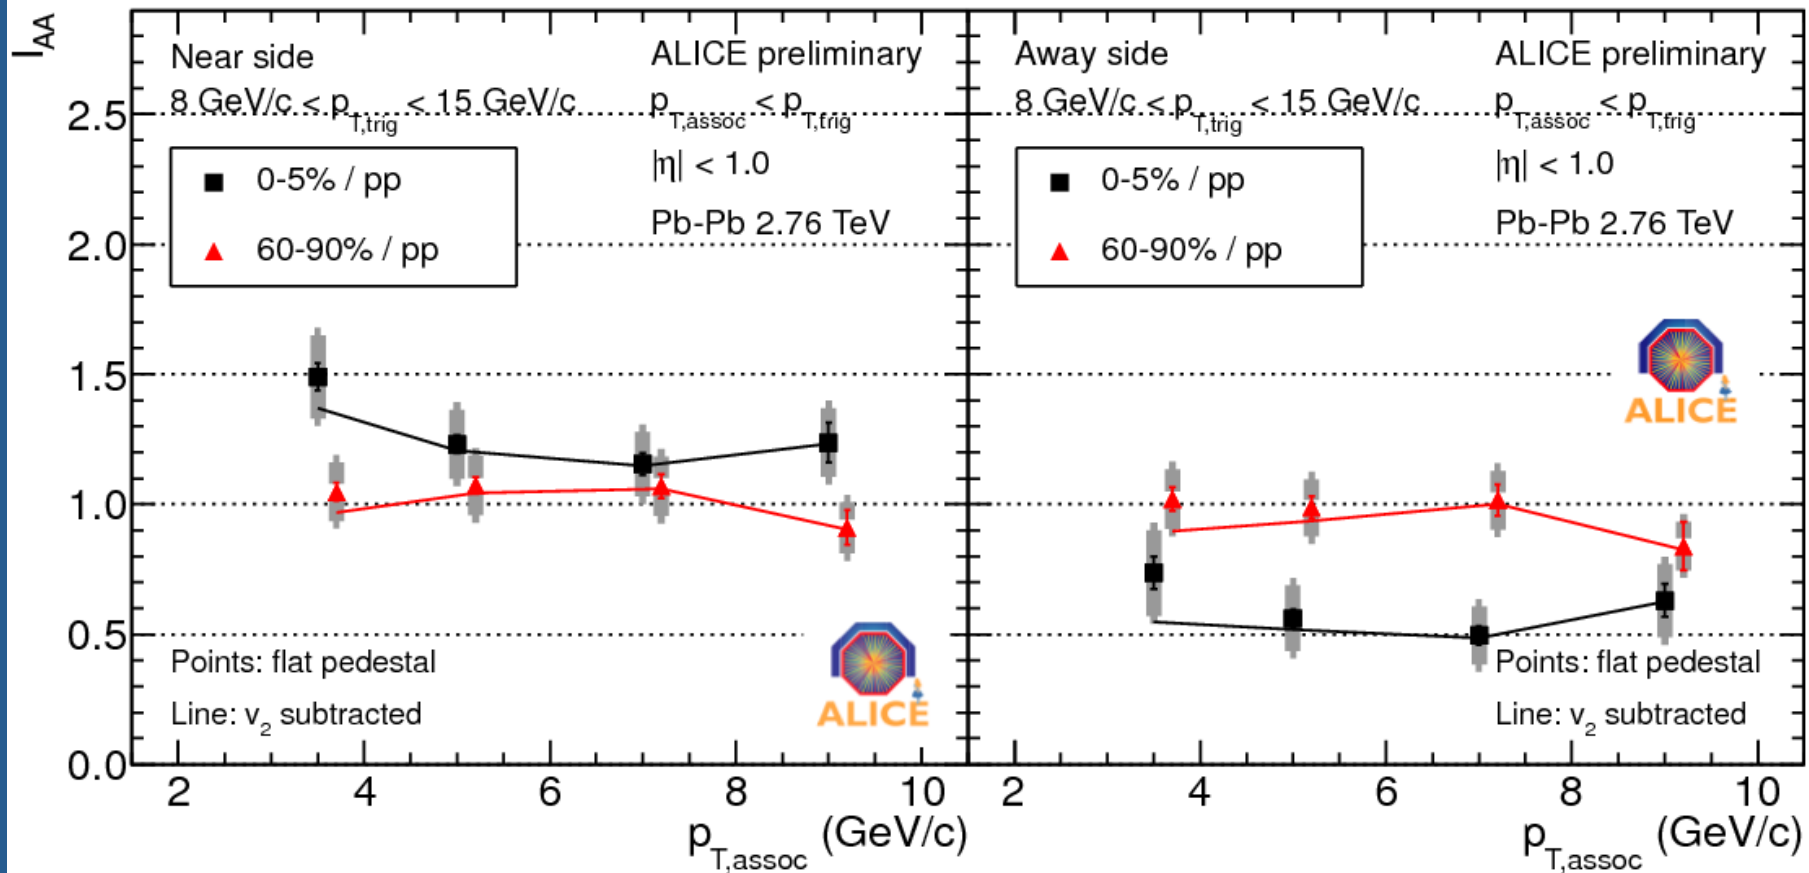 I_AA
Near side
ALICE preliminary
8 GeV/c < p_T,trig < 15 GeV/c
p_T,assoc < p_T,trig
|η| < 1.0
Pb-Pb 2.76 TeV
0-5% / pp
60-90% / pp
Points: flat pedestal
Line: v_2 subtracted
ALICE
2.5
2.0
1.5
1.0
0.5
0.0
2 4 6 8 10
p_T,assoc (GeV/c)
Away side
ALICE preliminary
8 GeV/c < p_T,trig < 15 GeV/c
p_T,assoc < p_T,trig
|η| < 1.0
Pb-Pb 2.76 TeV
0-5% / pp
60-90% / pp
ALICE
Points: flat pedestal
Line: v_2 subtracted
2 4 6 8 10
p_T,assoc (GeV/c)